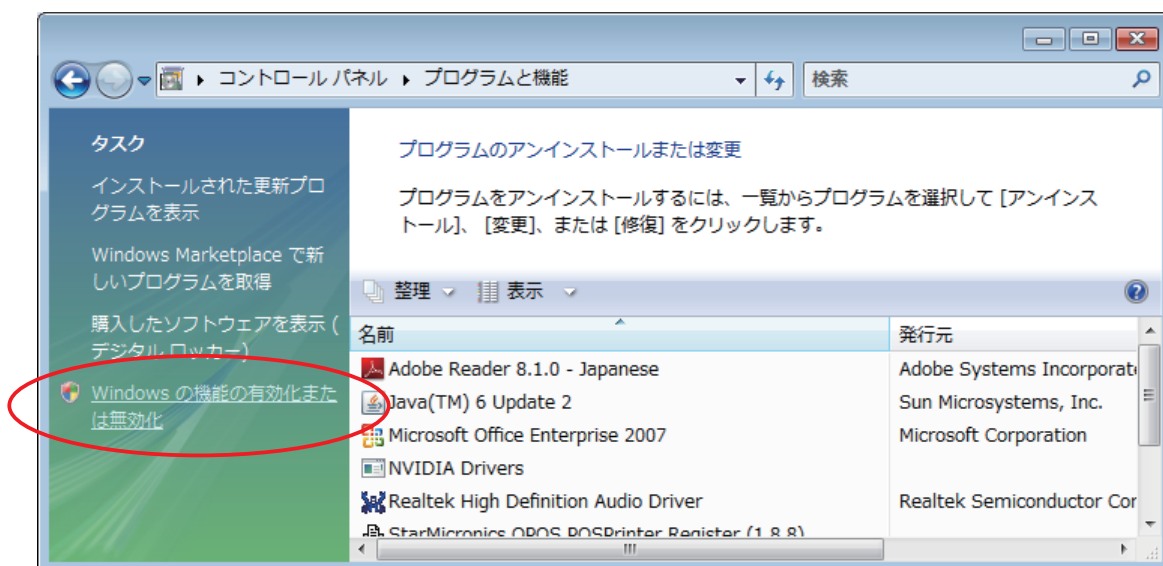 コントロール パネル ▸ プログラムと機能
検索
タスク
インストールされた更新プロ
グラムを表示
Windows Marketplace で新
しいプログラムを取得
購入したソフトウェアを表示 (
デジタル ロッカー)
Windows の機能の有効化また
は無効化
プログラムのアンインストールまたは変更
プログラムをアンインストールするには、一覧からプログラムを選択して [アンインス
トール]、 [変更]、または [修復] をクリックします。
整理 表示
名前 発行元
Adobe Reader 8.1.0 - Japanese Adobe Systems Incorporate
Java(TM) 6 Update 2 Sun Microsystems, Inc.
Microsoft Office Enterprise 2007 Microsoft Corporation
NVIDIA Drivers
Realtek High Definition Audio Driver Realtek Semiconductor Cor
StarMicronics OPOS POSPrinter Register (1.8.8)